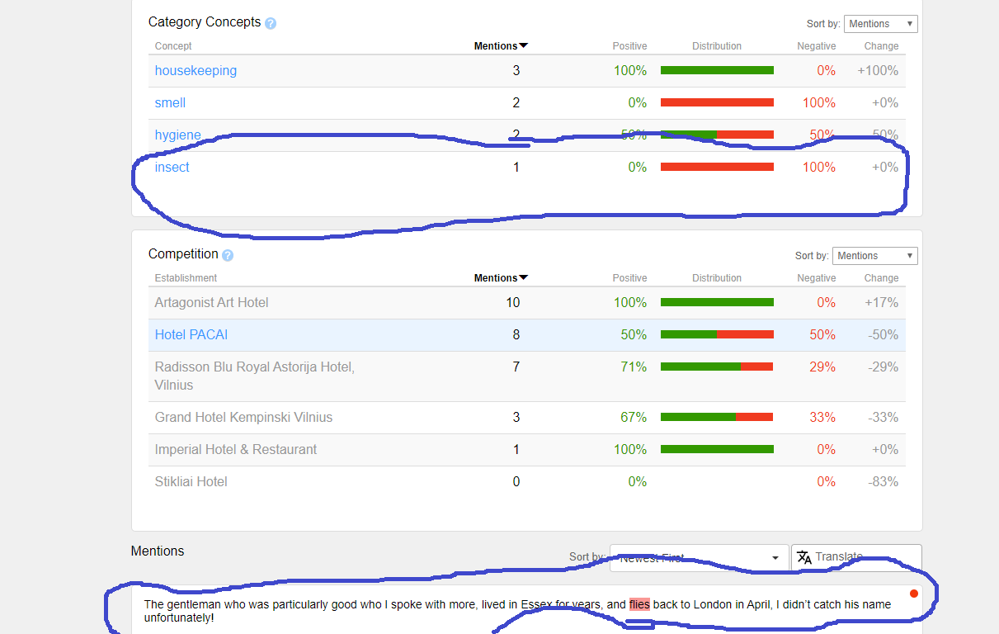 Category Concepts ?
Sort by: Mentions
Concept Mentions Positive Distribution Negative Change
housekeeping 3 100% 0% +100%
smell 2 0% 100% +0%
hygiene 2 50% 50% -50%
insect 1 0% 100% +0%
Competition ?
Sort by: Mentions
Establishment Mentions Positive Distribution Negative Change
Artagonist Art Hotel 10 100% 0% +17%
Hotel PACAI 8 50% 50% -50%
Radisson Blu Royal Astorija Hotel, 7 71% 29% -29%
Vilnius
Grand Hotel Kempinski Vilnius 3 67% 33% -33%
Imperial Hotel & Restaurant 1 100% 0% +0%
Stikliai Hotel 0 0% 0% -83%
Mentions
Sort by: Newest First Translate
The gentleman who was particularly good who I spoke with more, lived in Essex for years, and flies back to London in April, I didn't catch his name
unfortunately!